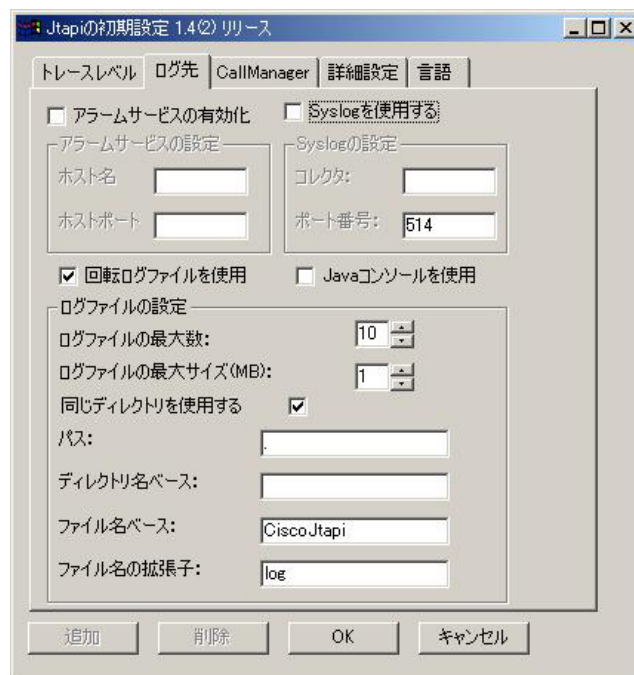 Jtapiの初期設定 1.4(2) リリース
トレースレベル ログ先 CallManager 詳細設定 言語
アラームサービスの有効化 Syslogを使用する
アラームサービスの設定 Syslogの設定
ホスト名 コレクタ:
ホストポート ポート番号: 514
回転ログファイルを使用 Javaコンソールを使用
ログファイルの設定
ログファイルの最大数: 10
ログファイルの最大サイズ(MB): 1
同じディレクトリを使用する
パス: .
ディレクトリ名ベース:
ファイル名ベース: CiscoJtapi
ファイル名の拡張子: log
追加 削除 OK キャンセル